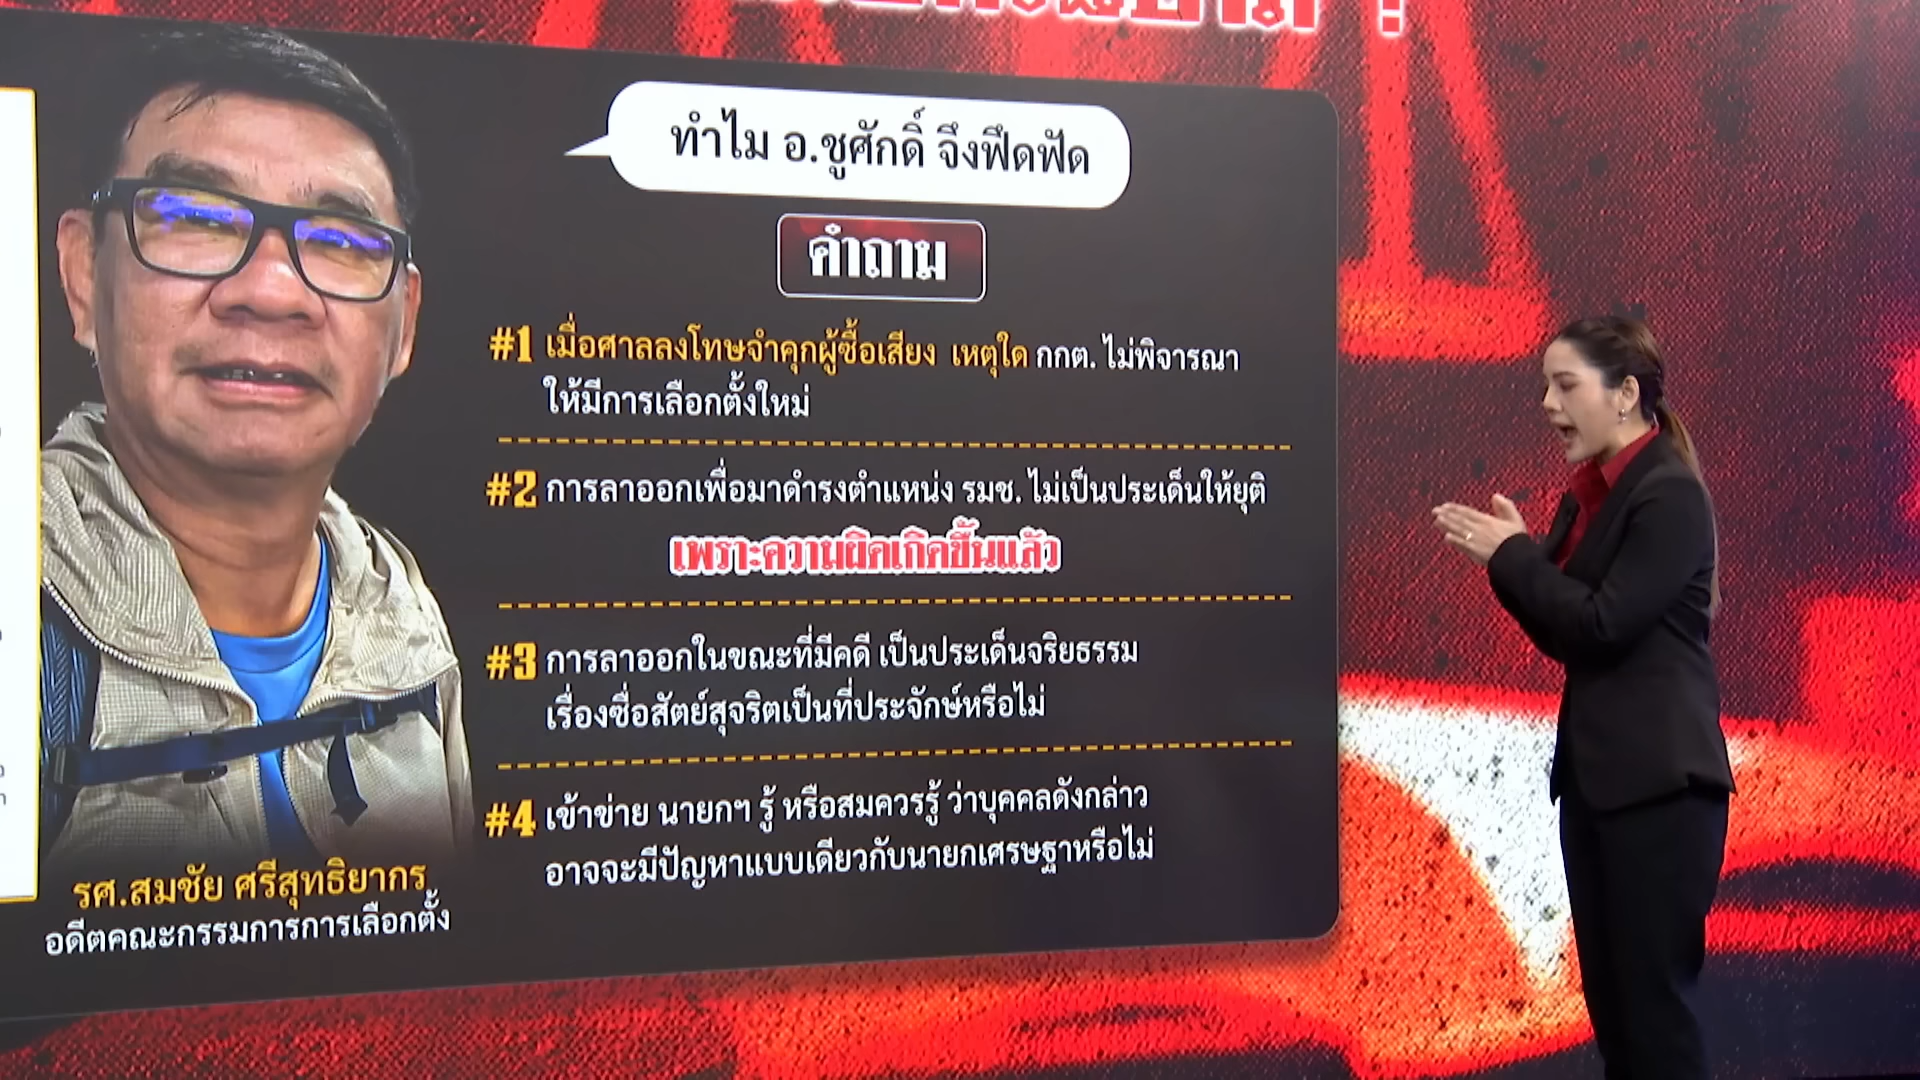 ทำไม อ.ชูศักดิ์ จึงฟึดฟัด
คำถาม
#1 เมื่อศาลลงโทษจำคุกผู้ซื้อเสียง เหตุใด กกต. ไม่พิจารณา
ให้มีการเลือกตั้งใหม่
#2 การลาออกเพื่อมาดำรงตำแหน่ง รมช. ไม่เป็นประเด็นให้ยุติ
เพราะความผิดเกิดขึ้นแล้ว
#3 การลาออกในขณะที่มีคดี เป็นประเด็นจริยธรรม
เรื่องซื่อสัตย์สุจริตเป็นที่ประจักษ์หรือไม่
#4 เข้าข่าย นายกฯ รู้ หรือสมควรรู้ ว่าบุคคลดังกล่าว
อาจจะมีปัญหาแบบเดียวกับนายกเศรษฐาหรือไม่
รศ.สมชัย ศรีสุทธิยากร
อดีตคณะกรรมการการเลือกตั้ง